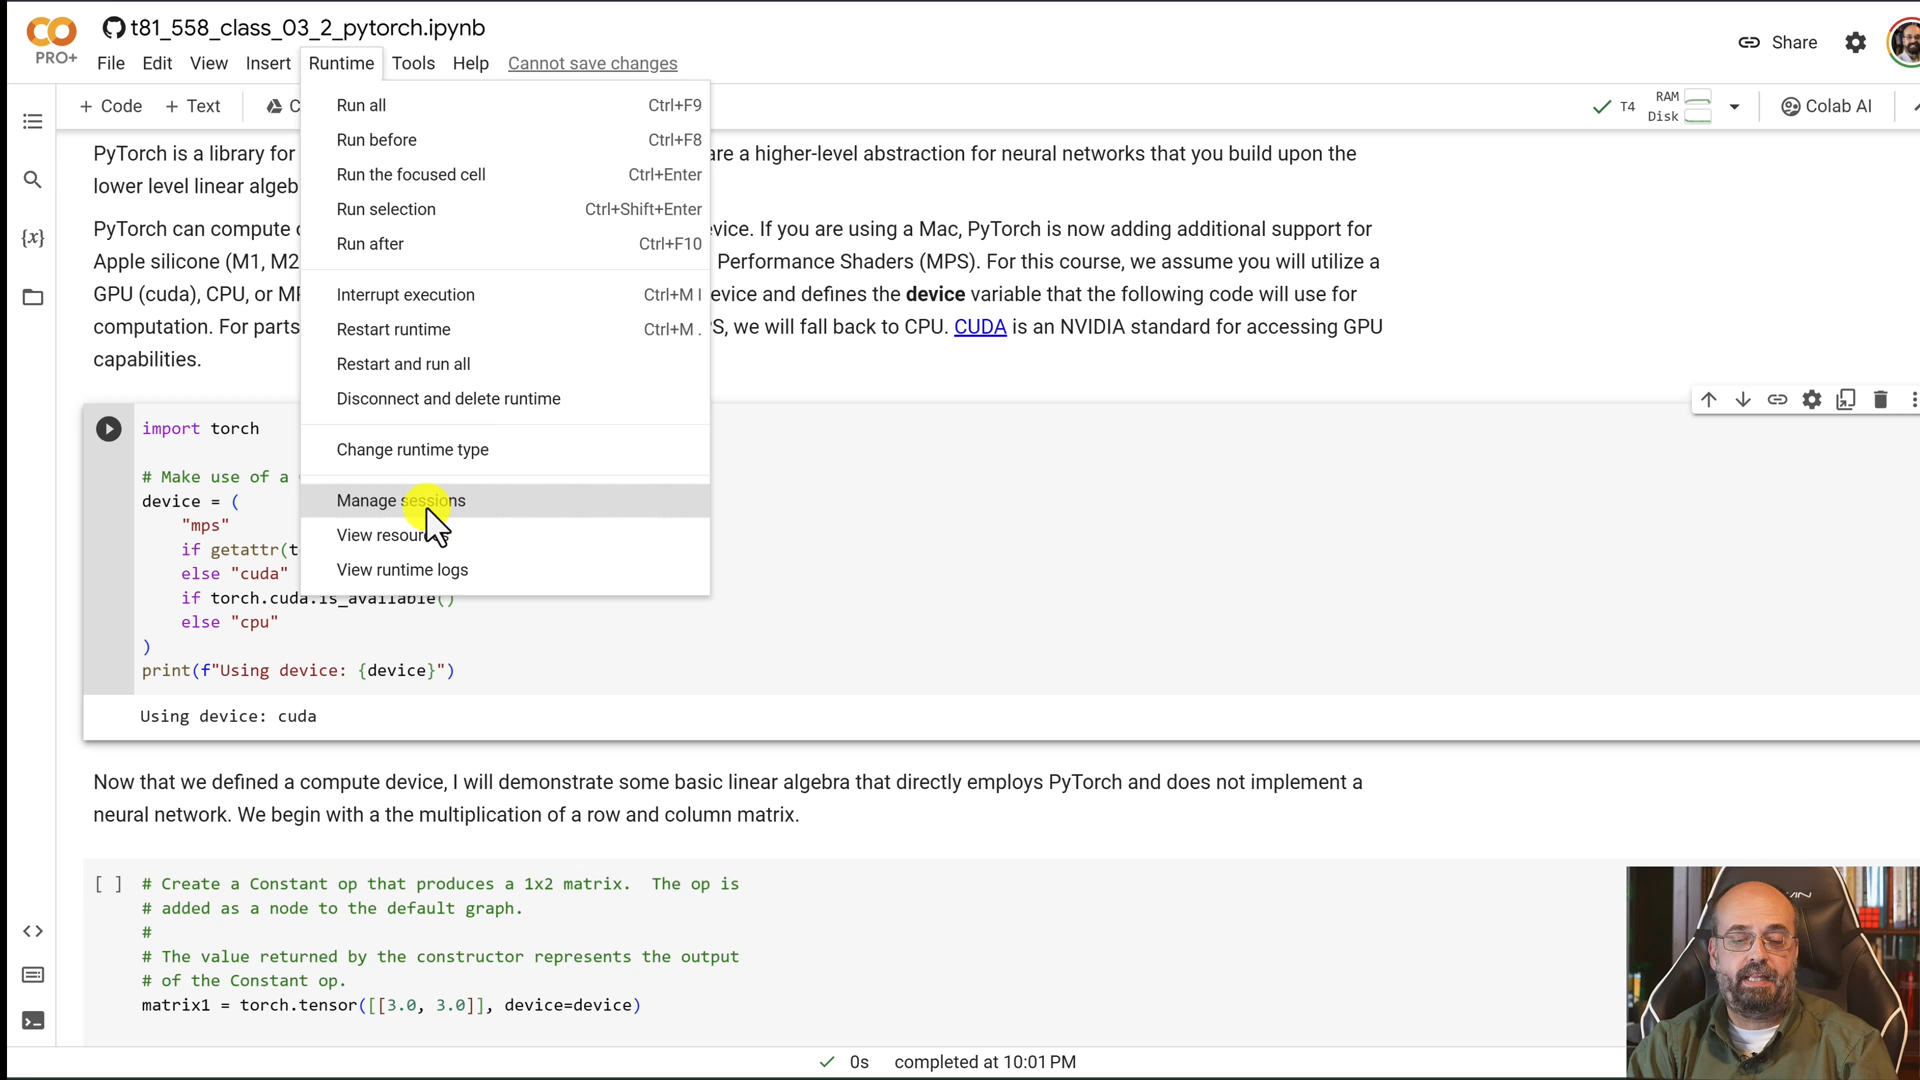 t81_558_class_03_2_pytorch.ipynb
PRO+
File Edit View Insert Runtime Tools Help Cannot save changes
Share
+ Code + Text C
T4 RAM Disk Colab AI
Run all Ctrl+F9
Run before Ctrl+F8
Run the focused cell Ctrl+Enter
Run selection Ctrl+Shift+Enter
Run after Ctrl+F10
Interrupt execution Ctrl+M I
Restart runtime Ctrl+M .
Restart and run all
Disconnect and delete runtime
Change runtime type
Manage sessions
View resources
View runtime logs
PyTorch is a library for are a higher-level abstraction for neural networks that you build upon the
lower level linear algeb
PyTorch can compute evice. If you are using a Mac, PyTorch is now adding additional support for
Apple silicone (M1, M2 Performance Shaders (MPS). For this course, we assume you will utilize a
GPU (cuda), CPU, or MP evice and defines the device variable that the following code will use for
computation. For parts S, we will fall back to CPU. CUDA is an NVIDIA standard for accessing GPU
capabilities.
import torch
# Make use of a
device = (
"mps"
if getattr(t
else "cuda"
if torch.cuda.is_available()
else "cpu"
)
print(f"Using device: {device}")
Using device: cuda
Now that we defined a compute device, I will demonstrate some basic linear algebra that directly employs PyTorch and does not implement a
neural network. We begin with a the multiplication of a row and column matrix.
[ ] # Create a Constant op that produces a 1x2 matrix. The op is
# added as a node to the default graph.
#
# The value returned by the constructor represents the output
# of the Constant op.
matrix1 = torch.tensor([[3.0, 3.0]], device=device)
0s completed at 10:01 PM